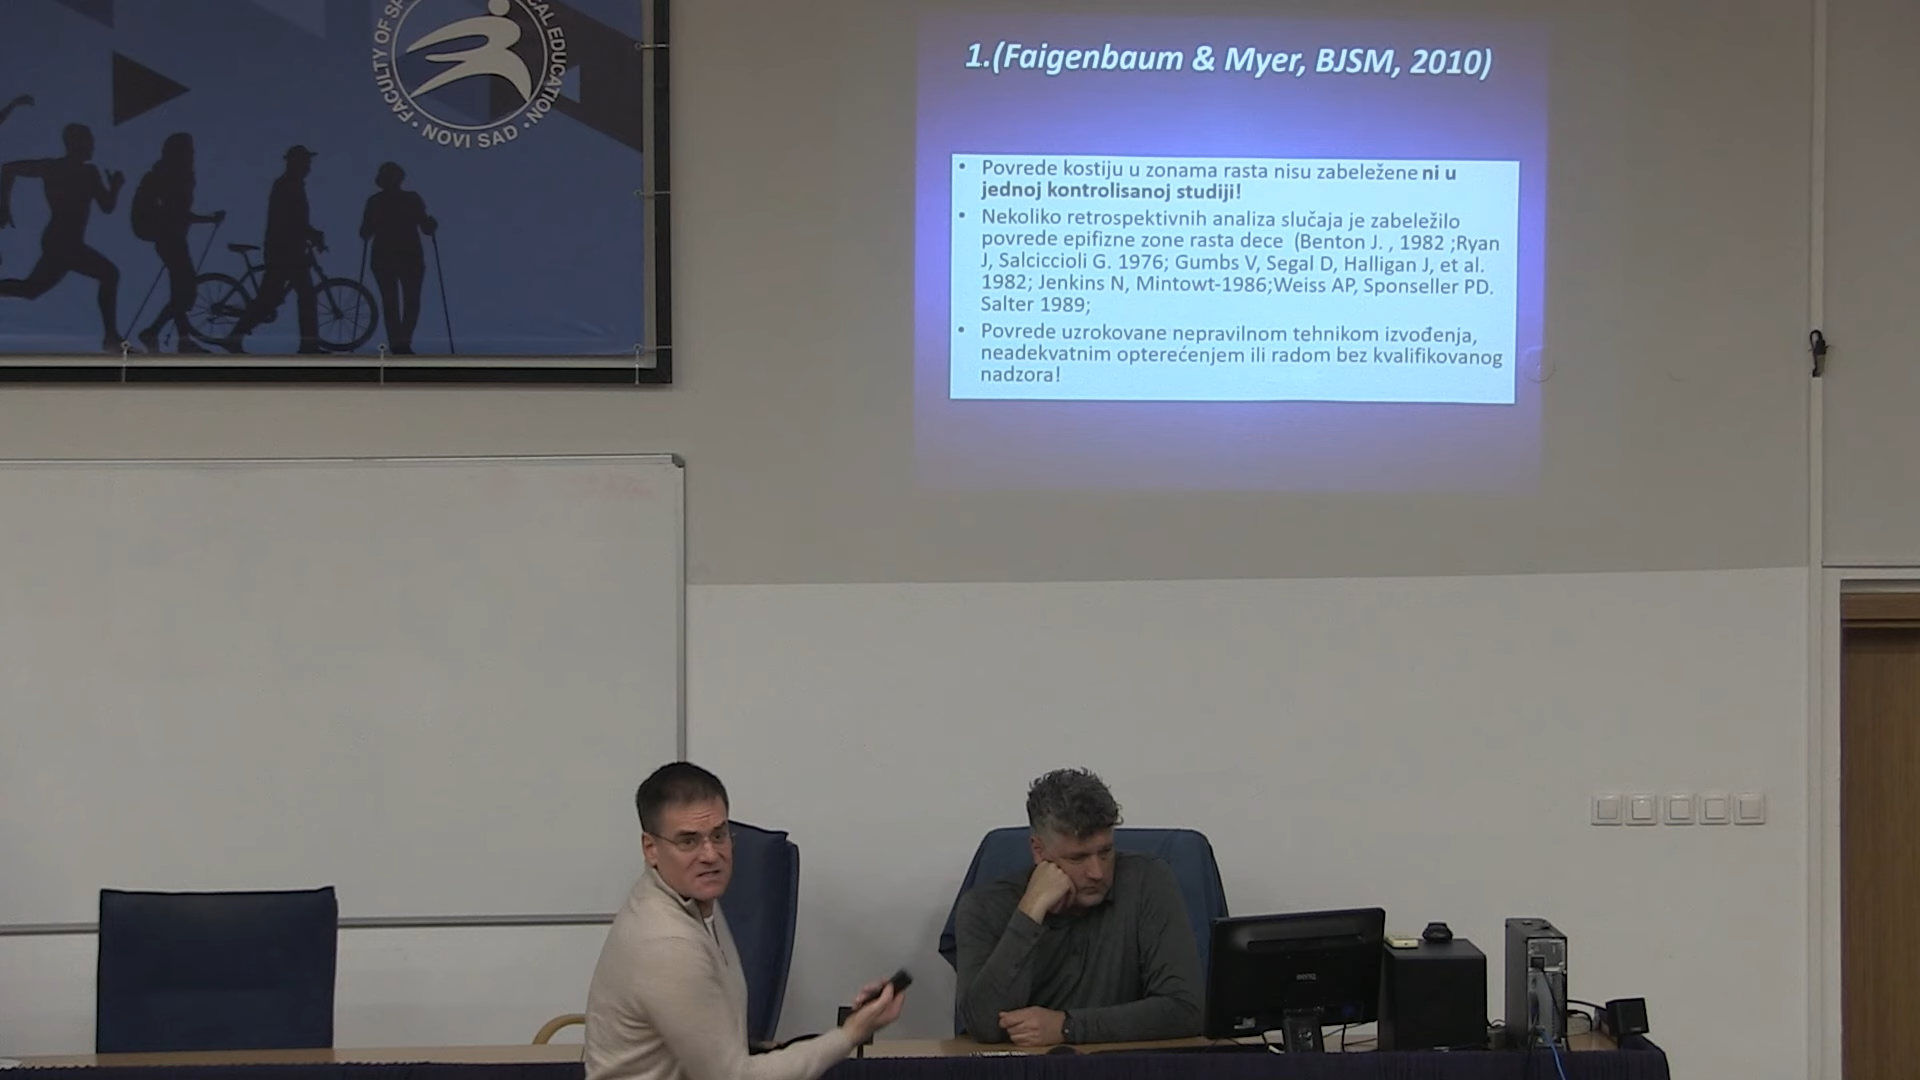 FACULTY OF SP
CAL EDUCATION
• NOVI SAD •
1.(Faigenbaum & Myer, BJSM, 2010)
• Povrede kostiju u zonama rasta nisu zabeležene ni u
jednoj kontrolisanoj studiji!
• Nekoliko retrospektivnih analiza slučaja je zabeležilo
povrede epifizne zone rasta dece (Benton J. , 1982 ;Ryan
J, Salciccioli G. 1976; Gumbs V, Segal D, Halligan J, et al.
1982; Jenkins N, Mintowt-1986;Weiss AP, Sponseller PD.
Salter 1989;
• Povrede uzrokovane nepravilnom tehnikom izvođenja,
neadekvatnim opterećenjem ili radom bez kvalifikovanog
nadzora!
BenQ